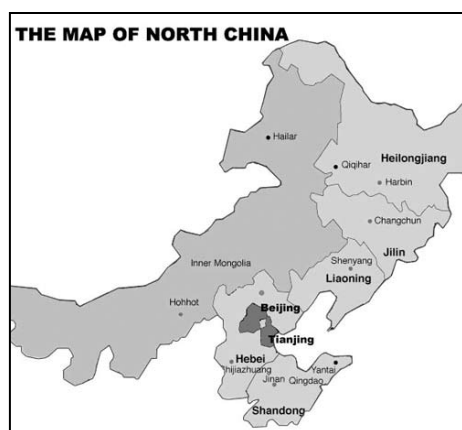 THE MAP OF NORTH CHINA
Hailar
Heilongjiang
Qiqihar
Harbin
Changchun
Jilin
Shenyang
Inner Mongolia
Liaoning
Hohhot
Beijing
Tianjing
Hebei
Shijiazhuang
Yantai
Jinan
Qingdao
Shandong